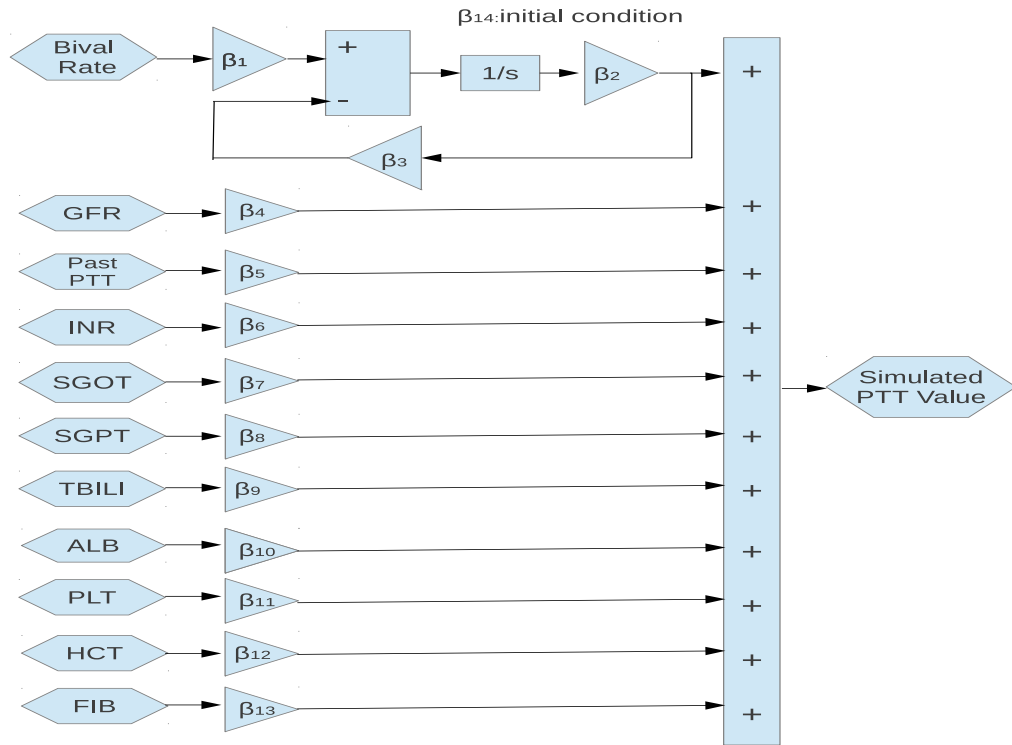 β14:initial condition
Bival
Rate
β1
+
-
1/s
β2
+
β3
GFR
β4
+
Past
PTT
β5
+
INR
β6
+
SGOT
β7
+
Simulated
PTT Value
SGPT
β8
+
TBILI
β9
+
ALB
β10
+
PLT
β11
+
HCT
β12
+
FIB
β13
+